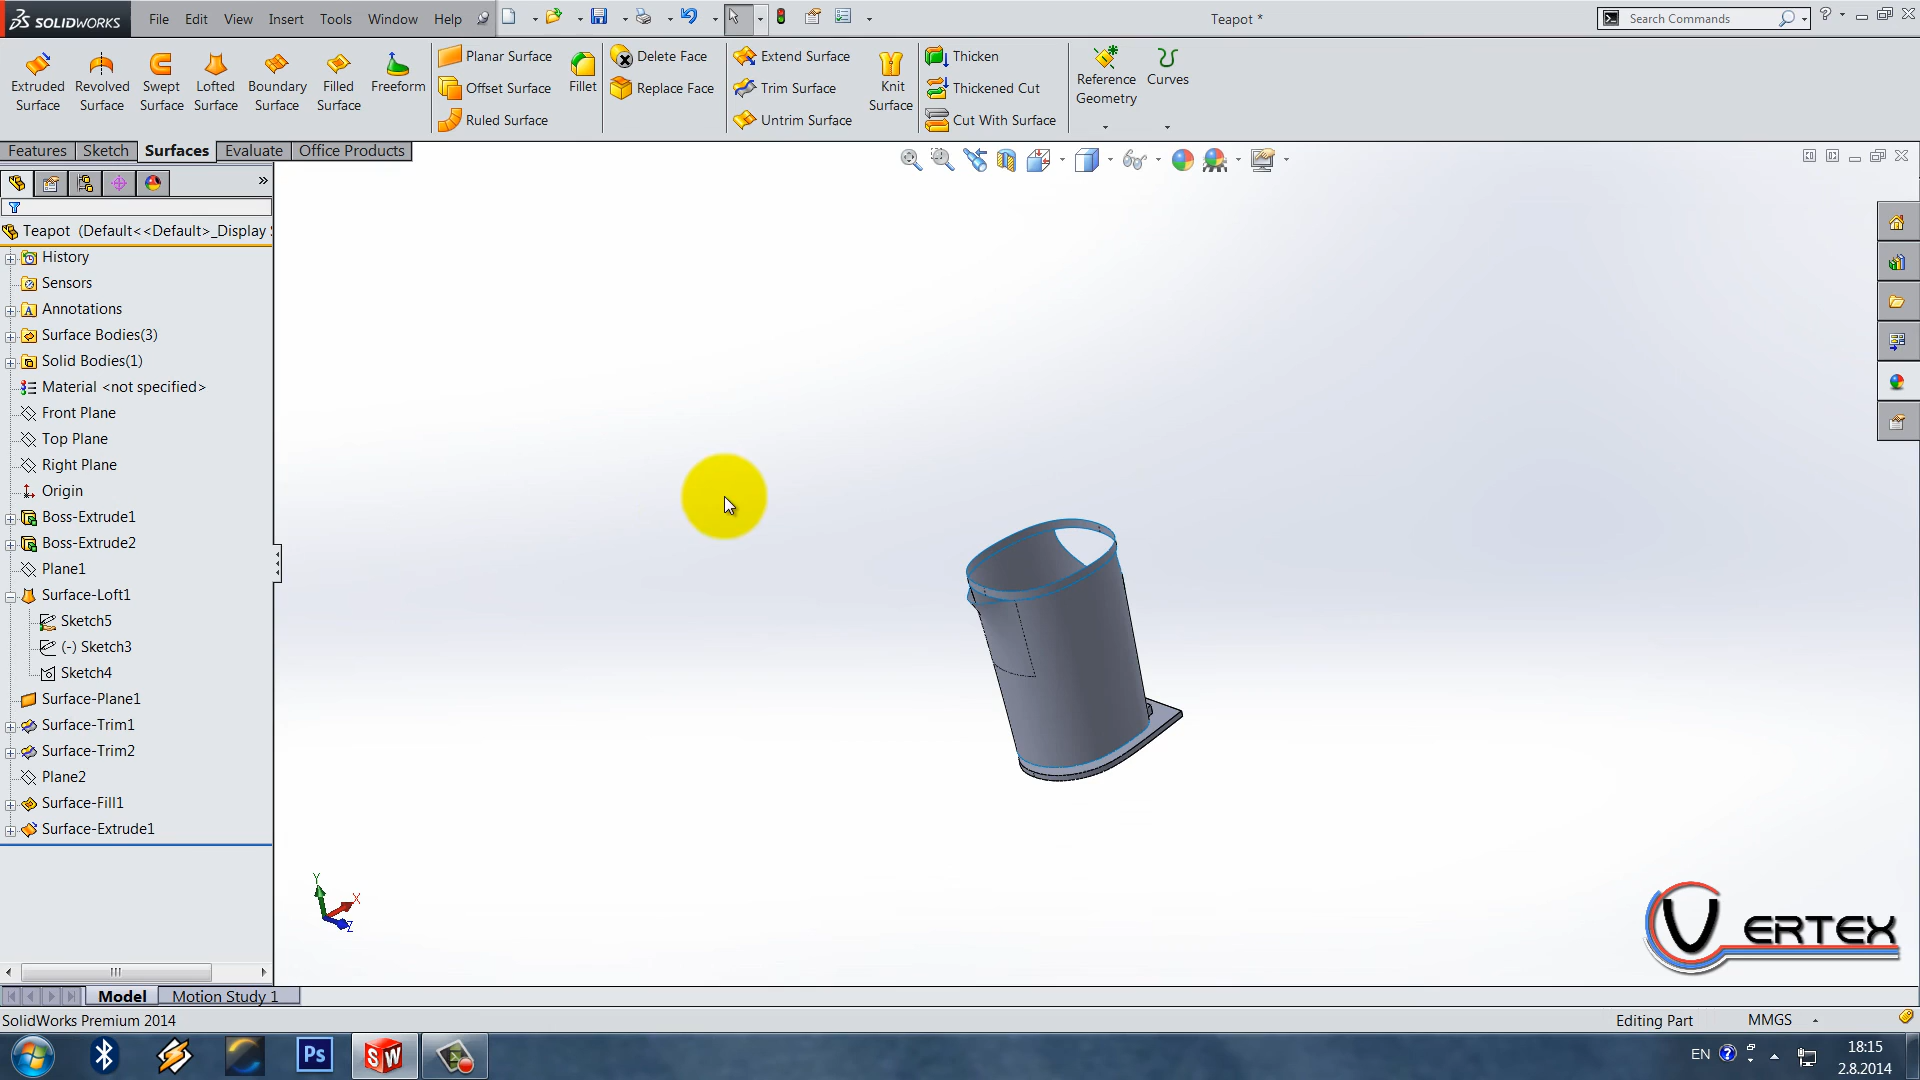 SOLIDWORKS File Edit View Insert Tools Window Help Teapot * Search Commands
Extruded Surface
Revolved Surface
Swept Surface
Lofted Surface
Boundary Surface
Filled Surface
Freeform
Planar Surface
Offset Surface
Ruled Surface
Fillet
Delete Face
Replace Face
Extend Surface
Trim Surface
Untrim Surface
Knit Surface
Thicken
Thickened Cut
Cut With Surface
Reference Geometry
Curves
Features Sketch Surfaces Evaluate Office Products
Teapot (Default<<Default>_Display
History
Sensors
Annotations
Surface Bodies(3)
Solid Bodies(1)
Material <not specified>
Front Plane
Top Plane
Right Plane
Origin
Boss-Extrude1
Boss-Extrude2
Plane1
Surface-Loft1
Sketch5
(-) Sketch3
Sketch4
Surface-Plane1
Surface-Trim1
Surface-Trim2
Plane2
Surface-Fill1
Surface-Extrude1
Y
X
Z
VERTEX
Model Motion Study 1
SolidWorks Premium 2014 Editing Part MMGS
Ps SW EN 18:15
2.8.2014